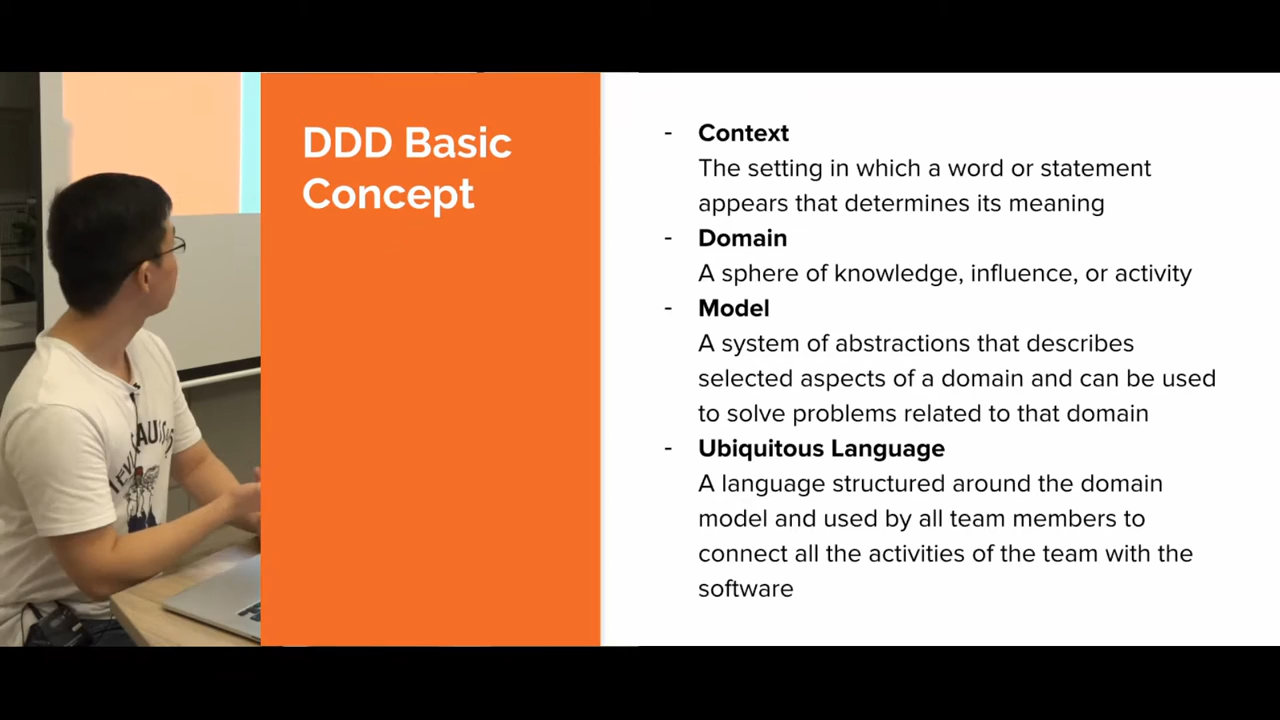 DDD Basic
Concept
- Context
The setting in which a word or statement
appears that determines its meaning
- Domain
A sphere of knowledge, influence, or activity
- Model
A system of abstractions that describes
selected aspects of a domain and can be used
to solve problems related to that domain
- Ubiquitous Language
A language structured around the domain
model and used by all team members to
connect all the activities of the team with the
software